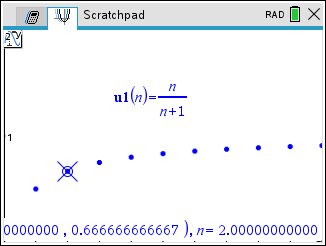 Scratchpad RAD
u1(n)=n/(n+1)
1
0000000 , 0.666666666667 ), n= 2.00000000000